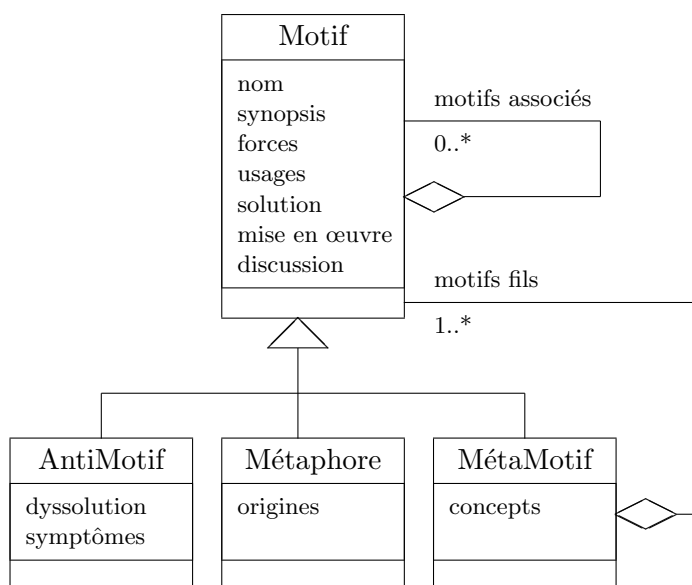 Motif
nom
synopsis
forces
usages
solution
mise en œuvre
discussion
motifs associés
0..*
motifs fils
1..*
AntiMotif
dyssolution
symptômes
Métaphore
origines
MétaMotif
concepts